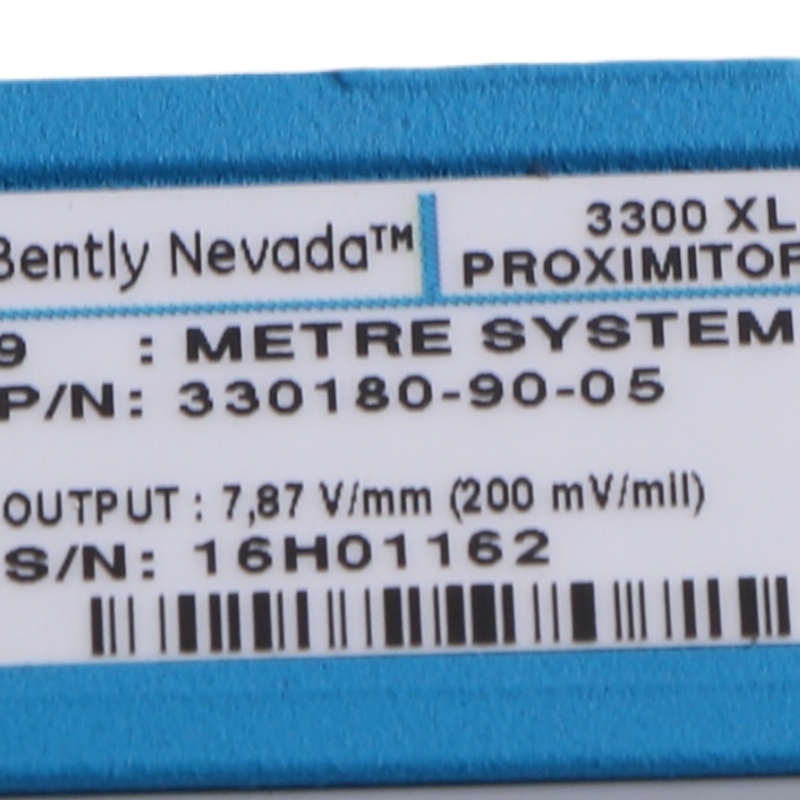 Bently Nevada™
3300 XL
PROXIMITOR
9 : METRE SYSTEM
P/N: 330180-90-05
OUTPUT : 7,87 V/mm (200 mV/mil)
S/N: 16H01162